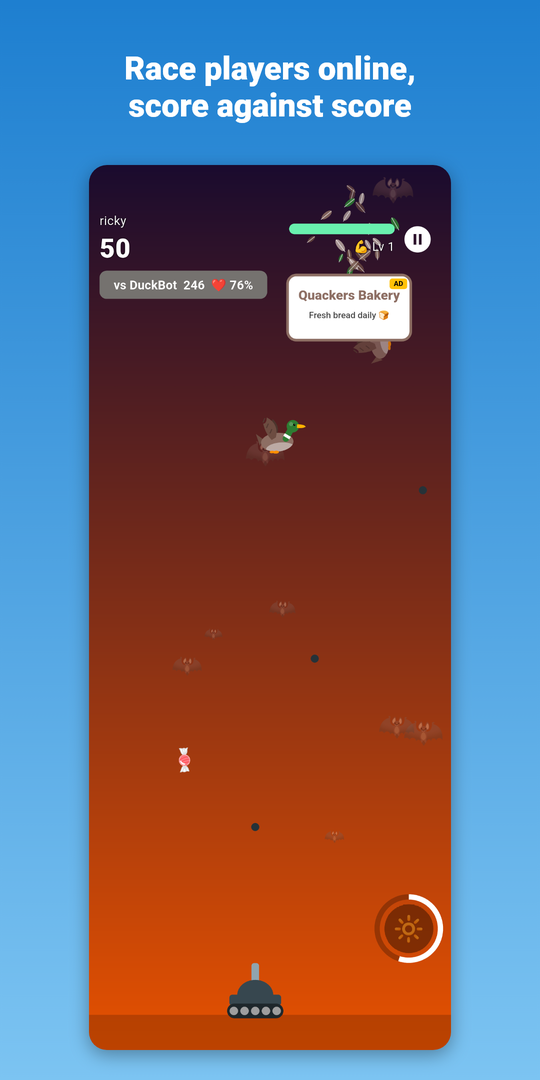 Race players online,
score against score
ricky
50
Lv 1
vs DuckBot 246 ❤️ 76%
AD
Quackers Bakery
Fresh bread daily 🍞